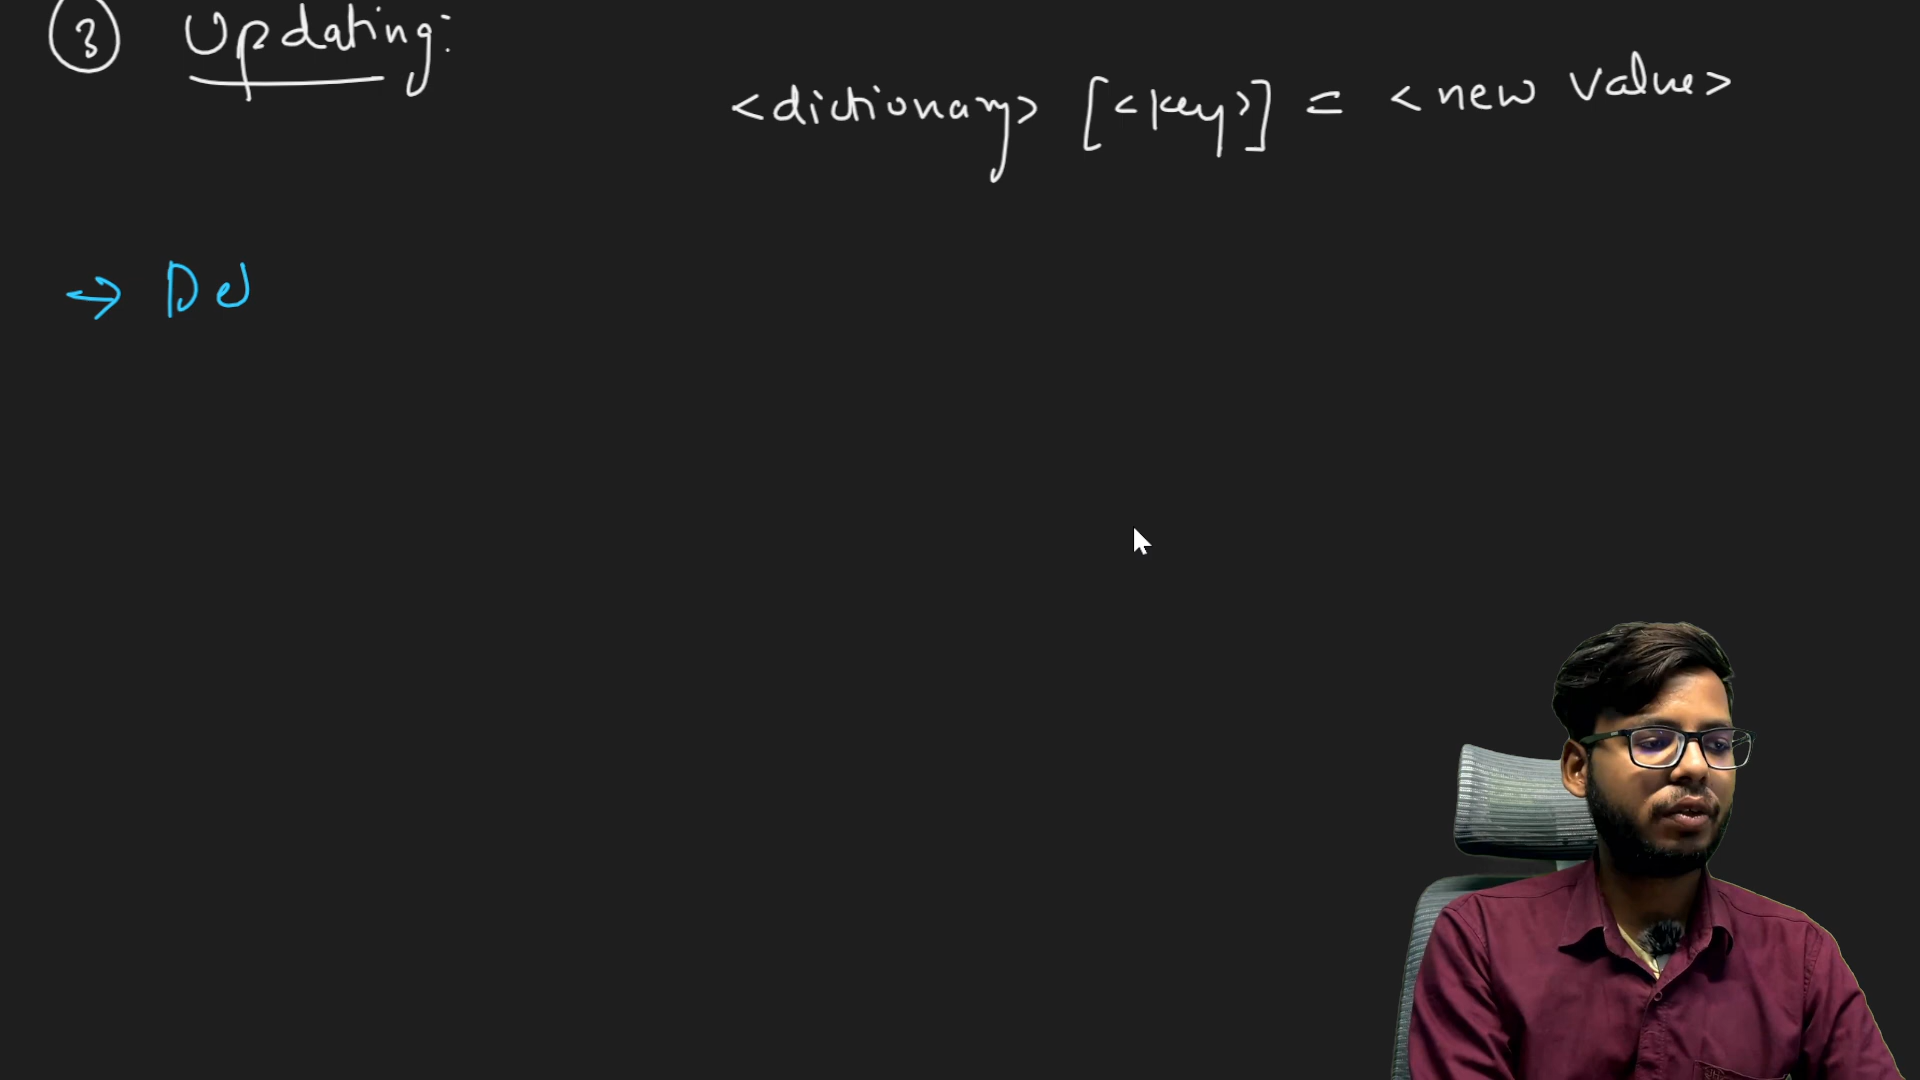 ③ Updating:
<dictionary> [<key>] = <new value>
→ Del